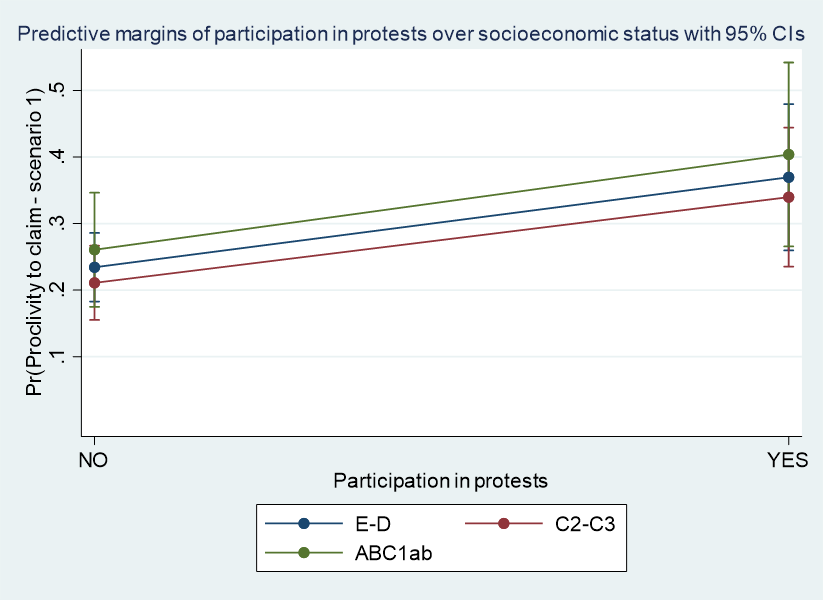 Predictive margins of participation in protests over socioeconomic status with 95% CIs
Pr(Proclivity to claim - scenario 1)
.5
.4
.3
.2
.1
NO
YES
Participation in protests
E-D
C2-C3
ABC1ab